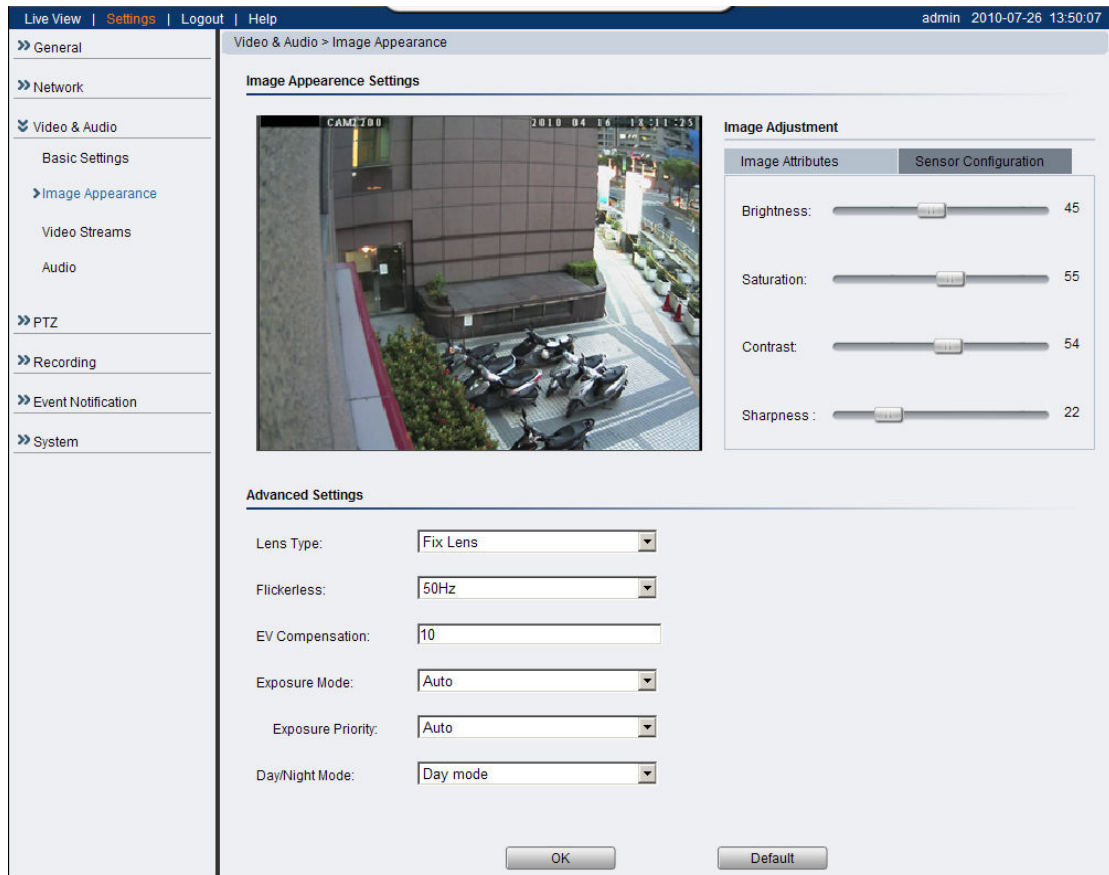 Live View | Settings | Logout | Help
admin 2010-07-26 13:50:07
General
Network
Video & Audio
Basic Settings
Image Appearance
Video Streams
Audio
PTZ
Recording
Event Notification
System
Video & Audio > Image Appearance
Image Appearence Settings
CAM1700
2010 04 16 18:11:25
Image Adjustment
Image Attributes
Sensor Configuration
Brightness: 45
Saturation: 55
Contrast: 54
Sharpness : 22
Advanced Settings
Lens Type: Fix Lens
Flickerless: 50Hz
EV Compensation: 10
Exposure Mode: Auto
Exposure Priority: Auto
Day/Night Mode: Day mode
OK
Default